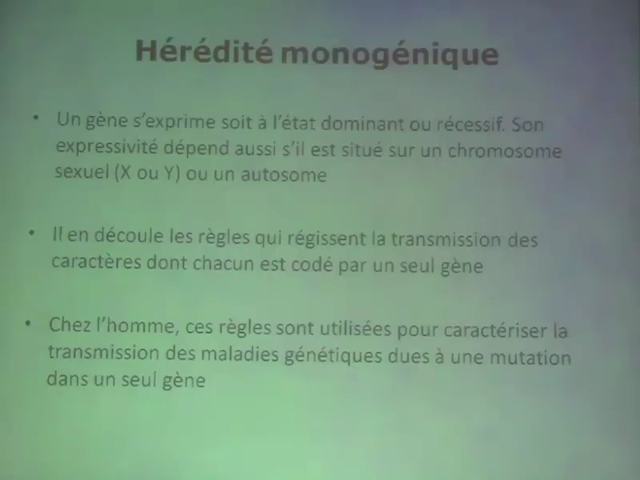 Hérédité monogénique
• Un gène s'exprime soit à l'état dominant ou récessif. Son
expressivité dépend aussi s'il est situé sur un chromosome
sexuel (X ou Y) ou un autosome
• Il en découle les règles qui régissent la transmission des
caractères dont chacun est codé par un seul gène
• Chez l'homme, ces règles sont utilisées pour caractériser la
transmission des maladies génétiques dues à une mutation
dans un seul gène